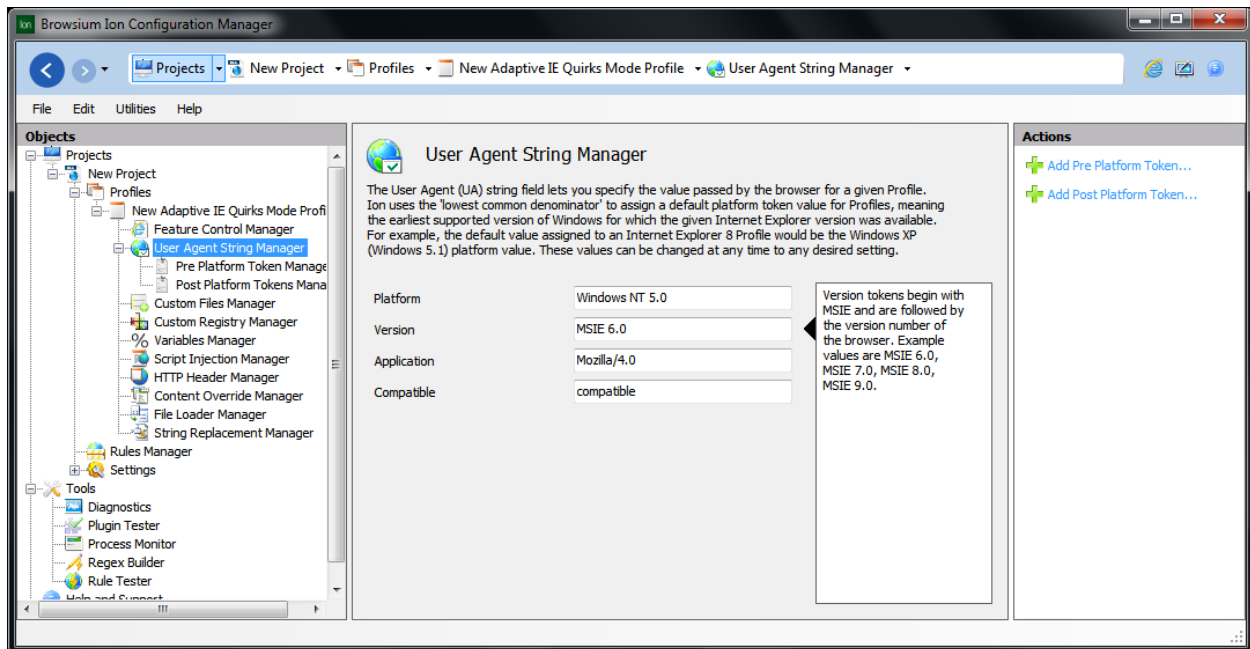 Ion Browsium Ion Configuration Manager
Projects New Project Profiles New Adaptive IE Quirks Mode Profile User Agent String Manager
File Edit Utilities Help
Objects
Projects
New Project
Profiles
New Adaptive IE Quirks Mode Profi
Feature Control Manager
User Agent String Manager
Pre Platform Token Manage
Post Platform Tokens Mana
Custom Files Manager
Custom Registry Manager
Variables Manager
Script Injection Manager
HTTP Header Manager
Content Override Manager
File Loader Manager
String Replacement Manager
Rules Manager
Settings
Tools
Diagnostics
Plugin Tester
Process Monitor
Regex Builder
Rule Tester
Help and Support
User Agent String Manager
The User Agent (UA) string field lets you specify the value passed by the browser for a given Profile.
Ion uses the 'lowest common denominator' to assign a default platform token value for Profiles, meaning
the earliest supported version of Windows for which the given Internet Explorer version was available.
For example, the default value assigned to an Internet Explorer 8 Profile would be the Windows XP
(Windows 5.1) platform value. These values can be changed at any time to any desired setting.
Platform Windows NT 5.0
Version MSIE 6.0
Application Mozilla/4.0
Compatible compatible
Version tokens begin with
MSIE and are followed by
the version number of
the browser. Example
values are MSIE 6.0,
MSIE 7.0, MSIE 8.0,
MSIE 9.0.
Actions
Add Pre Platform Token...
Add Post Platform Token...